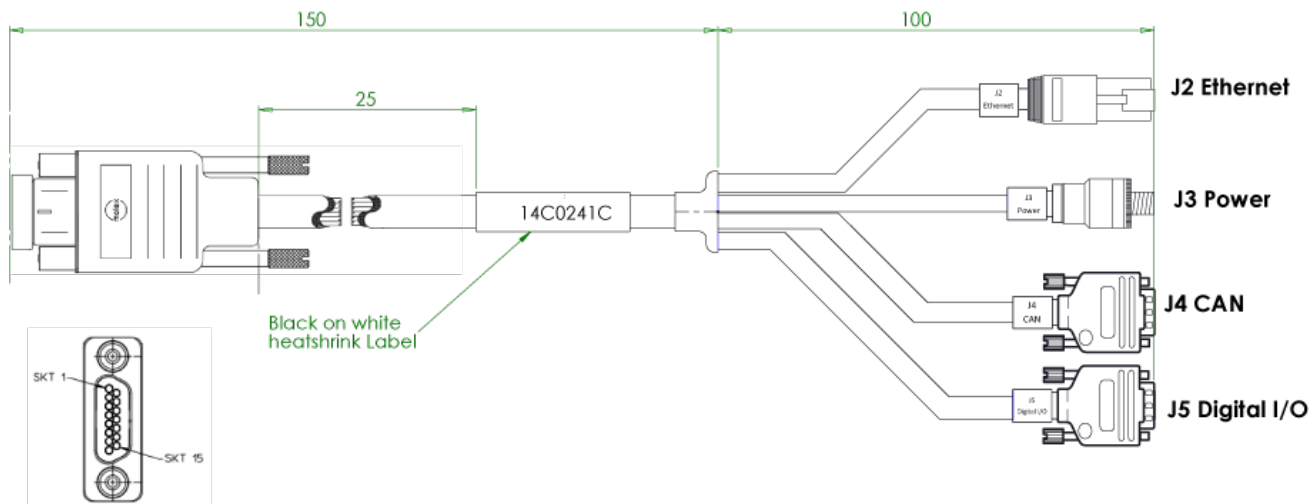 150
100
25
J2
Ethernet
J2 Ethernet
J3
Power
J3 Power
molex
14C0241C
J4
CAN
J4 CAN
Black on white
heatshrink Label
J5
Digital I/O
J5 Digital I/O
SKT 1
SKT 15